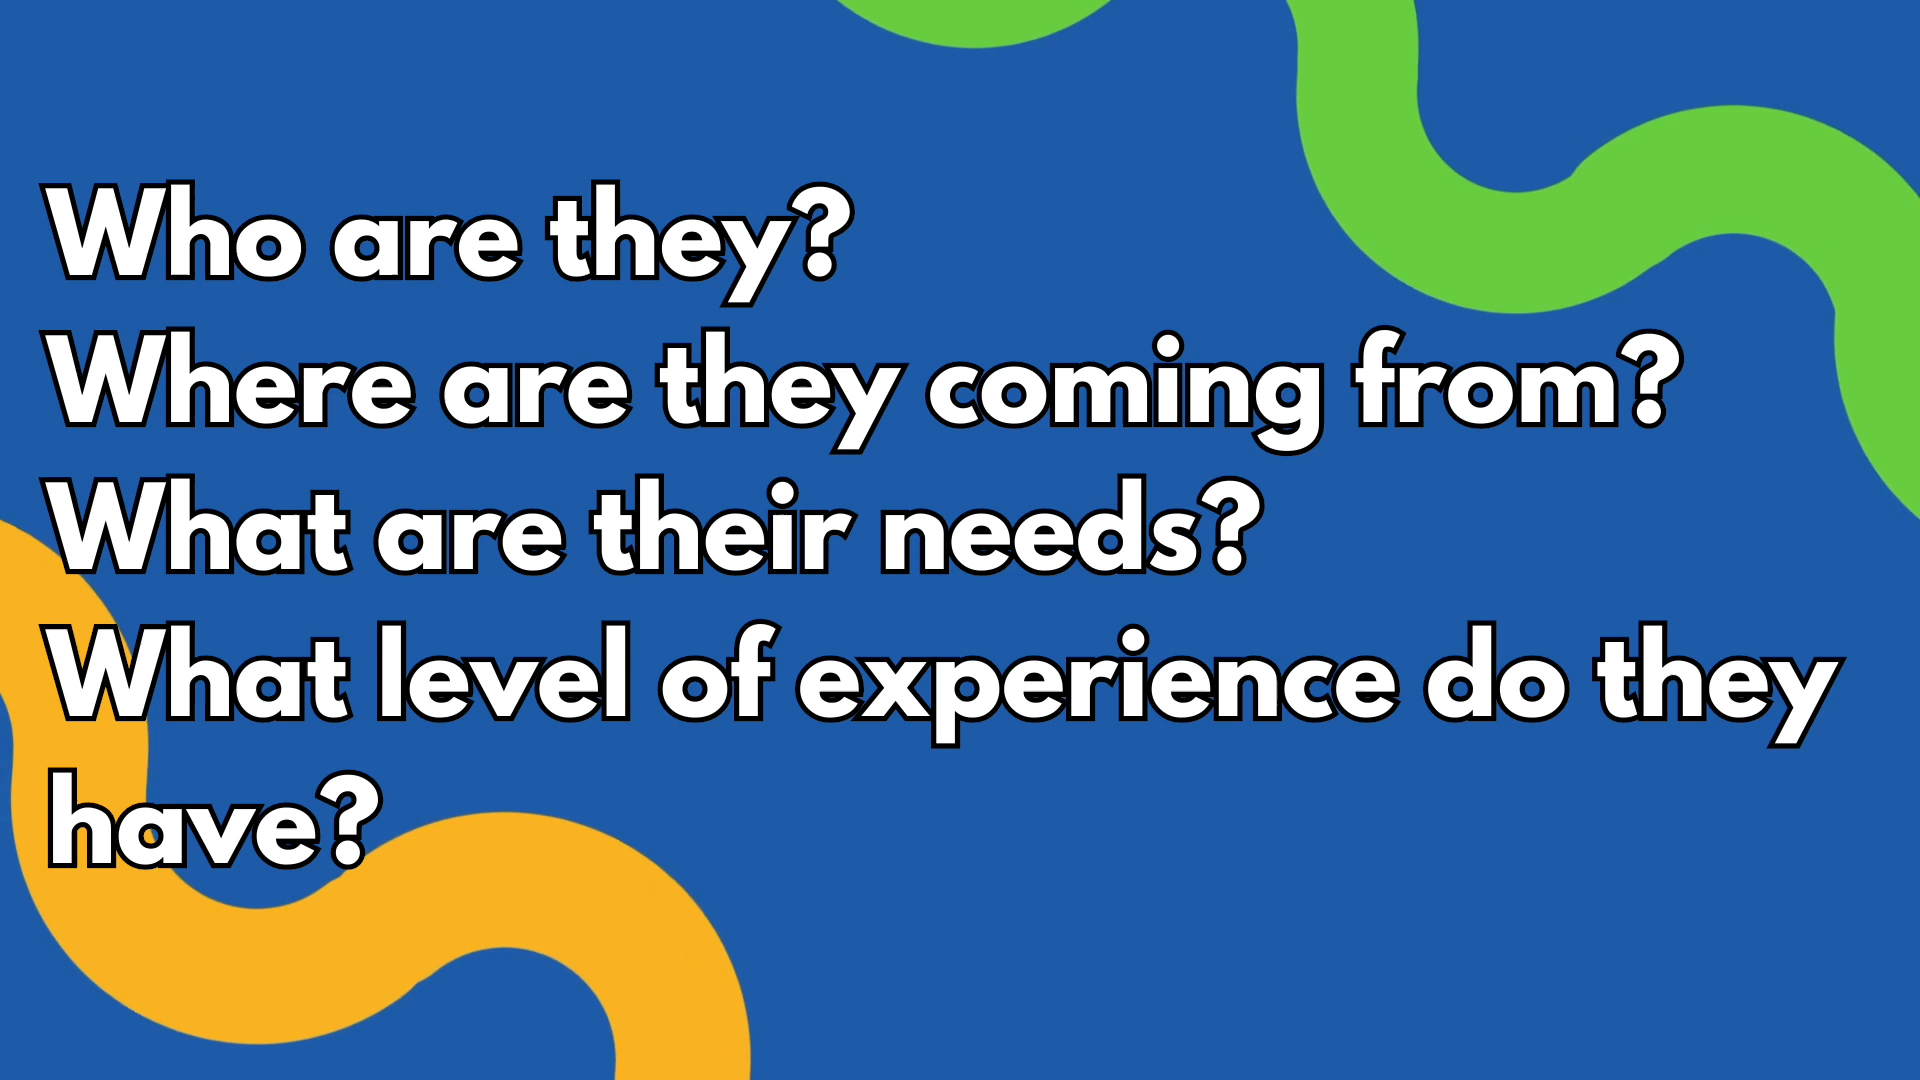 Who are they?
Where are they coming from?
What are their needs?
What level of experience do they
have?